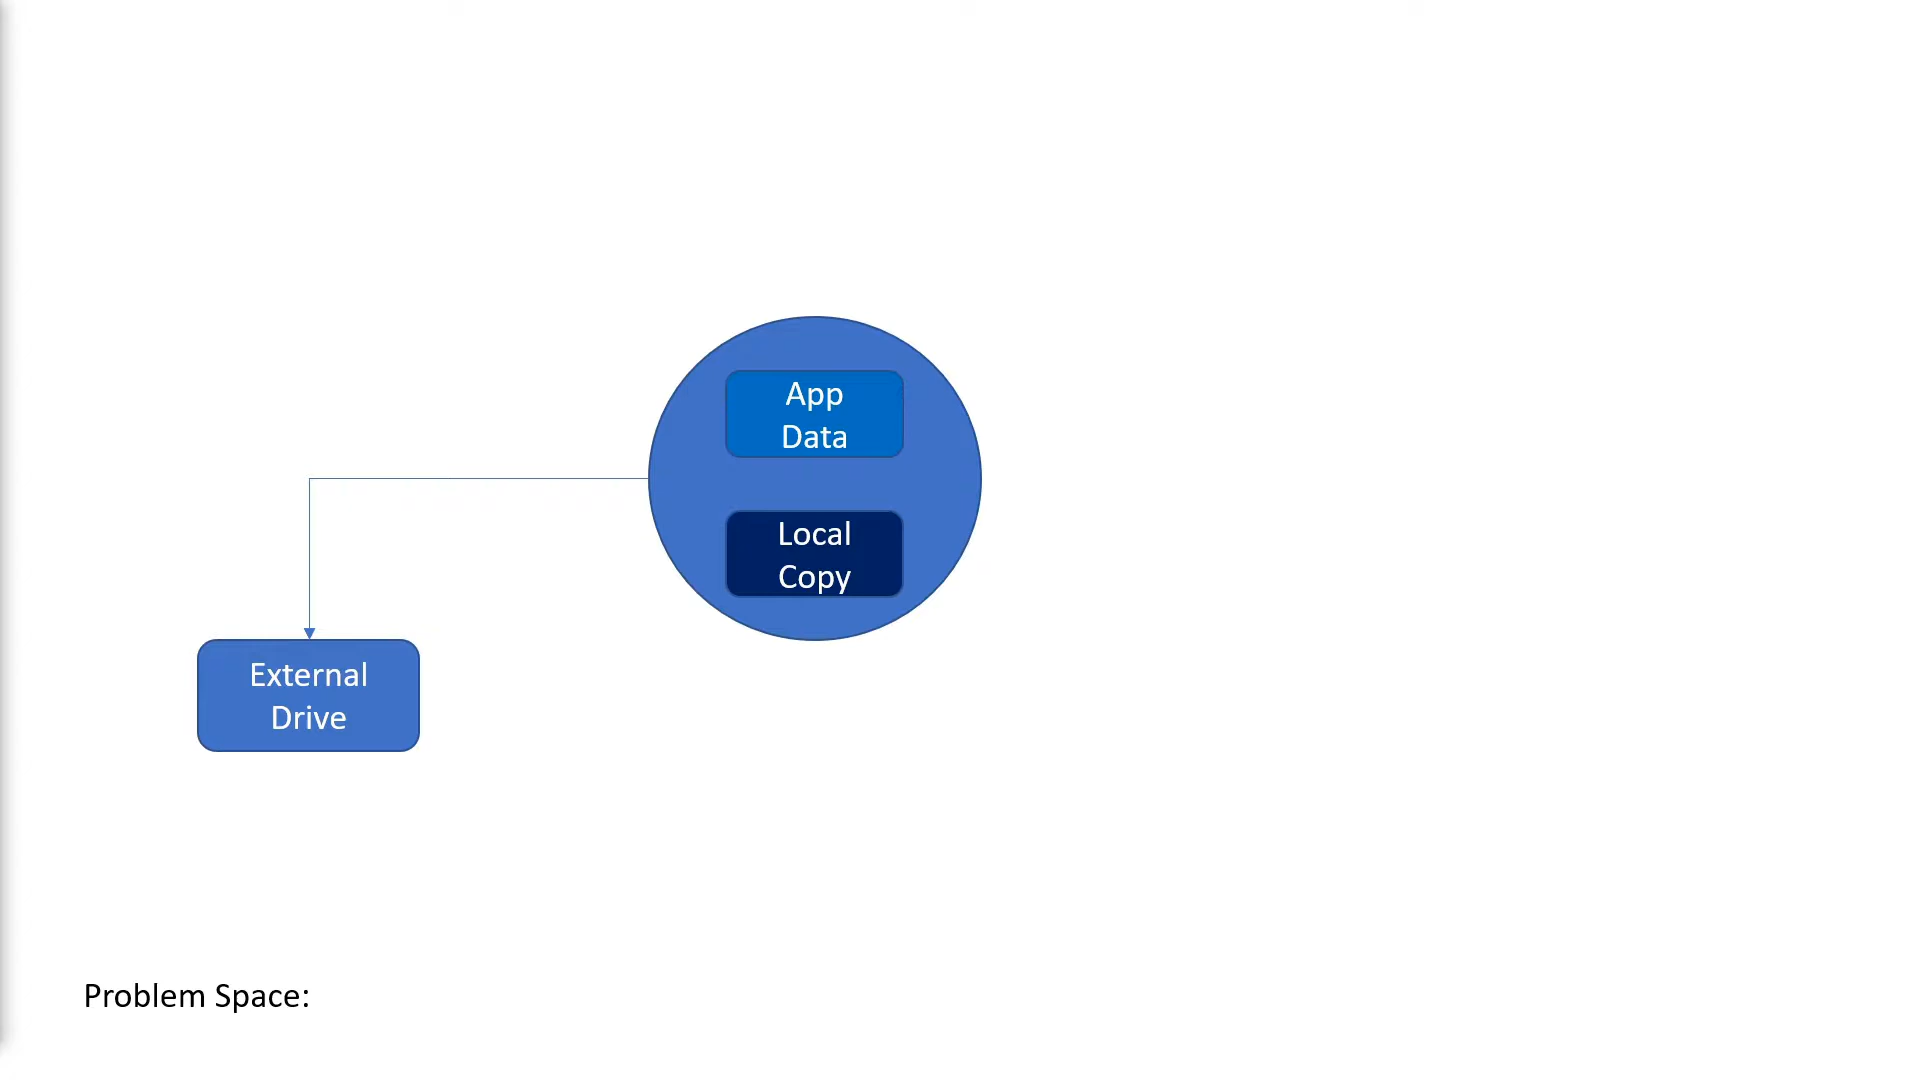 App
Data
Local
Copy
External
Drive
Problem Space: